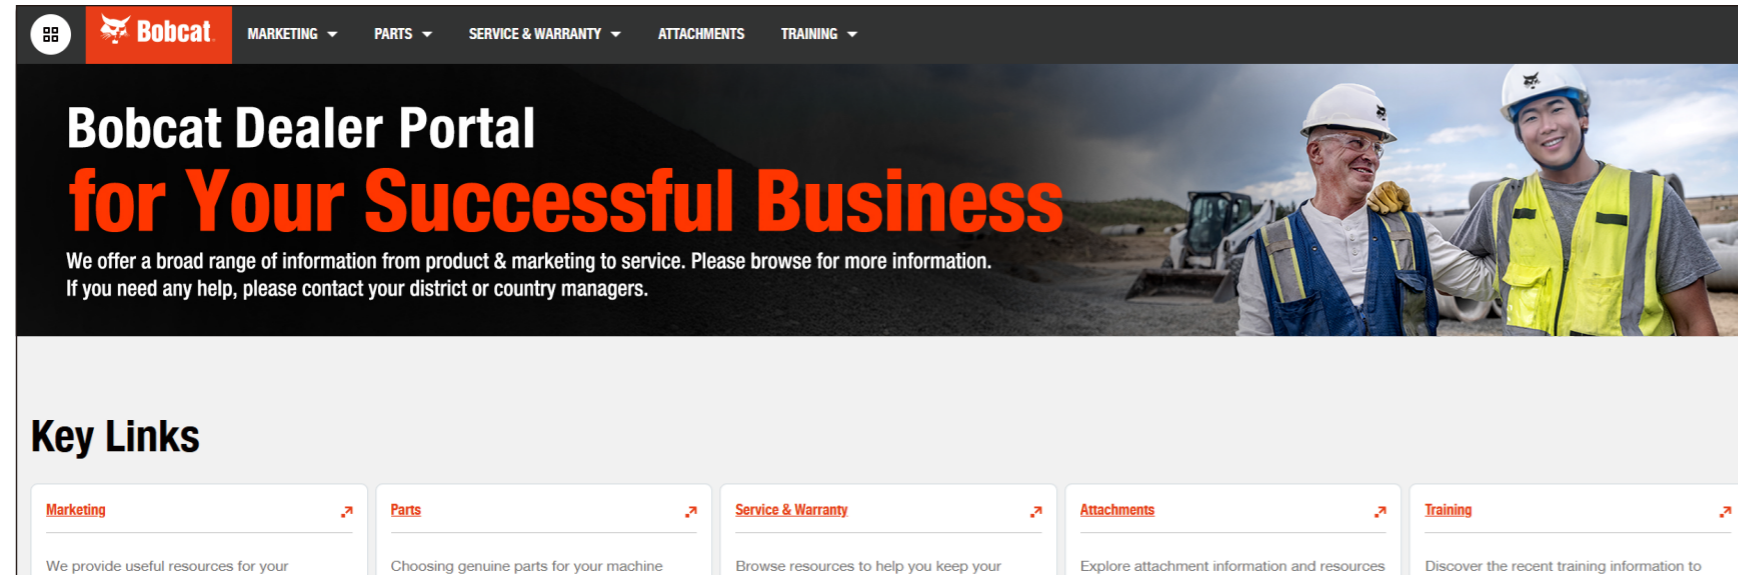 Bobcat MARKETING PARTS SERVICE & WARRANTY ATTACHMENTS TRAINING
Bobcat Dealer Portal
for Your Successful Business
We offer a broad range of information from product & marketing to service. Please browse for more information.
If you need any help, please contact your district or country managers.
Key Links
Marketing
We provide useful resources for your
Parts
Choosing genuine parts for your machine
Service & Warranty
Browse resources to help you keep your
Attachments
Explore attachment information and resources
Training
Discover the recent training information to